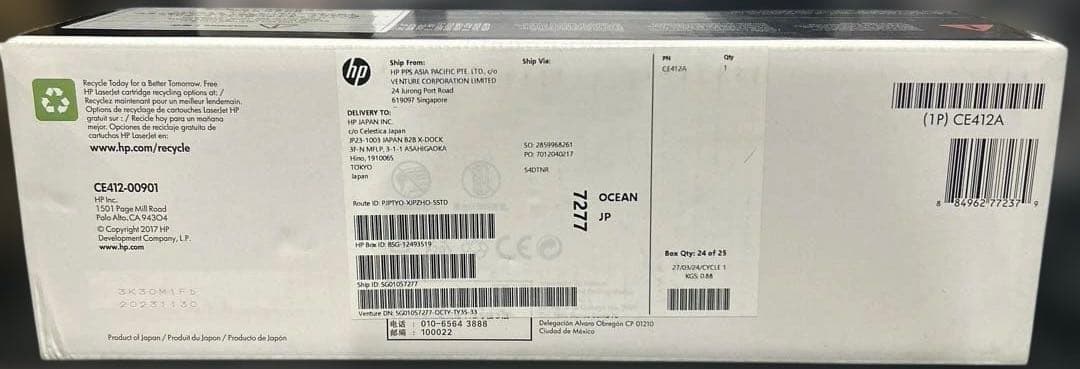 Recycle Today for a Better Tomorrow. Free
HP LaserJet cartridge recycling options at: /
Recyclez maintenant pour un meilleur lendemain.
Options de recyclage de cartouches LaserJet HP
gratuit sur : / Recicle hoy para un mañana
mejor. Opciones de reciclaje gratuito de
cartuchos HP LaserJet en:
www.hp.com/recycle
CE412-00901
HP Inc.
1501 Page Mill Road
Palo Alto, CA 94304
© Copyright 2017 HP
Development Company, L.P.
www.hp.com
20231130
Product of Japan / Produit du Japon / Producto de Japón
hp
Ship From:
HP PPS ASIA PACIFIC PTE. LTD. c/o
VENTURE CORPORATION LIMITED
24 Jurong Port Road
619097 Singapore
Ship Via:
DELIVERY TO:
HP JAPAN INC.
c/o Celestica Japan
JP23-1003 JAPAN B2B X-DOCK
3F-N MFLP, 3-1-1 ASAHIGAOKA
Hino, 1910065
TOKYO
Japan
SO: 2859968261
PO: 7012040217
S4DTNR
Route ID: PJPTYO-XJPZHO-SSTD
7277
OCEAN
JP
HP Box ID: BSG-12493519
Ship ID: SG01057277
Venture DN: SG01057277-QCTY-TY35-33
CE
电话 : 010-6564 3888
邮编 : 100022
Delegación Alvaro Obregón CP 01210
Ciudad de México
PN
Qty
CE412A
1
Box Qty: 24 of 25
27/03/24/CYCLE 1
KGS: 0.88
(1P) CE412A
8 84962 77237 9